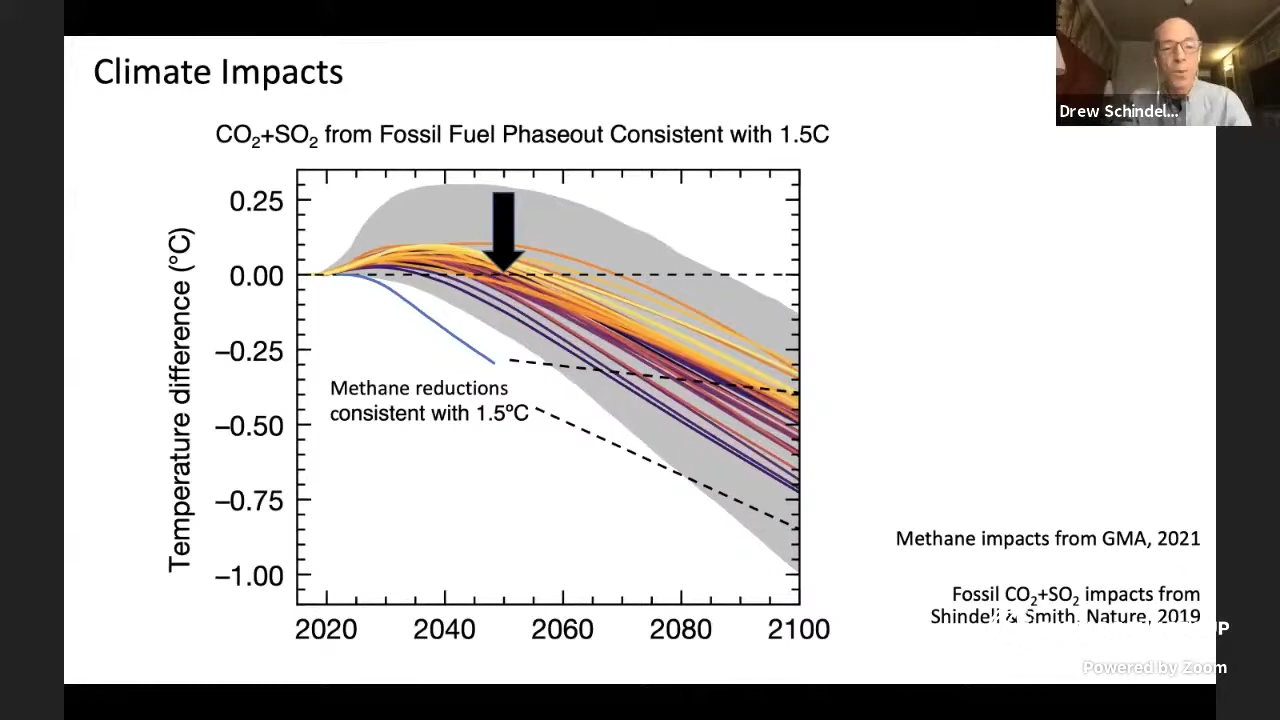 Climate Impacts
Drew Schindel...
CO₂+SO₂ from Fossil Fuel Phaseout Consistent with 1.5C
Temperature difference (°C)
0.25
0.00
−0.25
−0.50
−0.75
−1.00
Methane reductions
consistent with 1.5ºC
2020 2040 2060 2080 2100
Methane impacts from GMA, 2021
Fossil CO₂+SO₂ impacts from
Shindell & Smith, Nature, 2019
Powered by Zoom